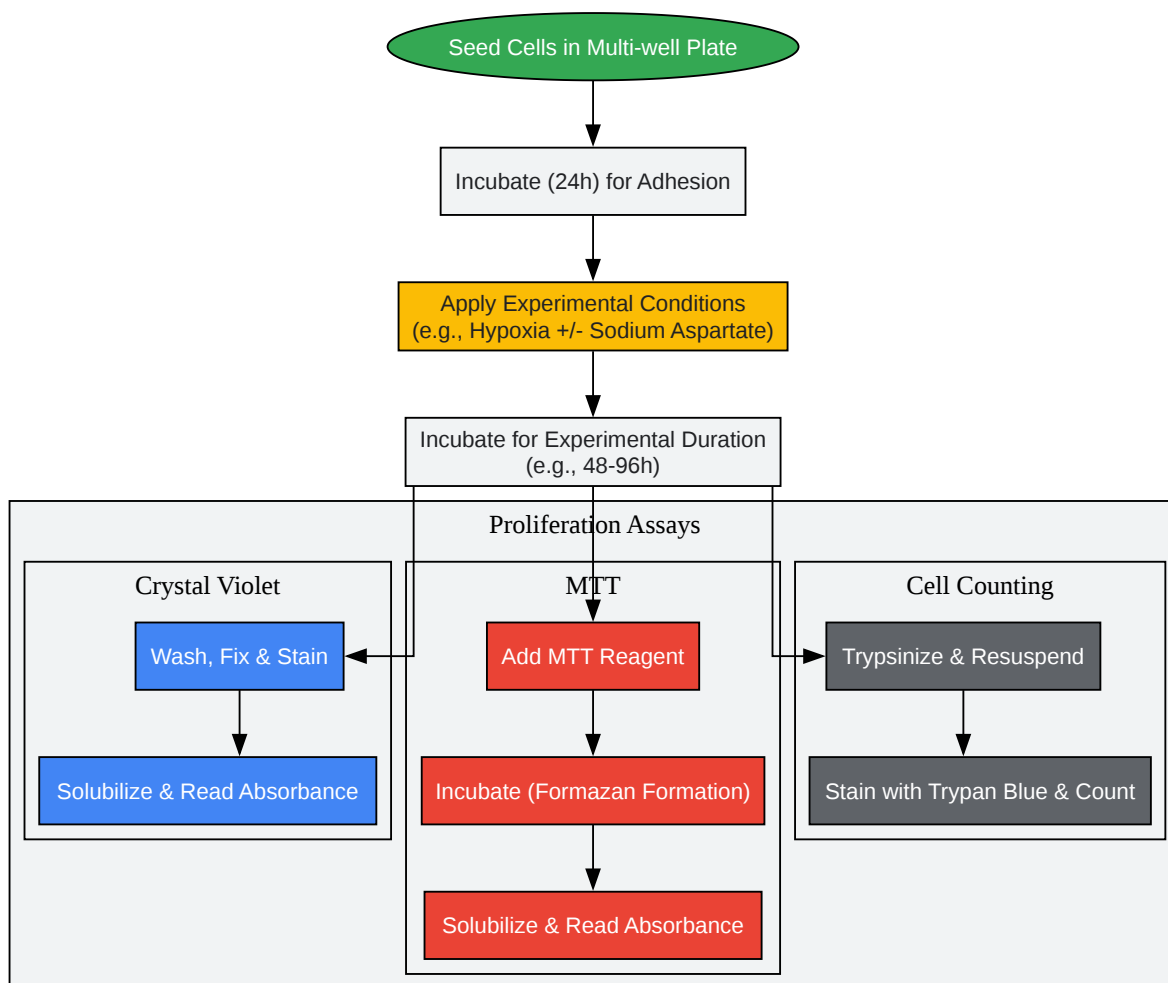 Seed Cells in Multi-well Plate
Incubate (24h) for Adhesion
Apply Experimental Conditions
(e.g., Hypoxia +/- Sodium Aspartate)
Incubate for Experimental Duration
(e.g., 48-96h)
Proliferation Assays
Crystal Violet
Wash, Fix & Stain
Solubilize & Read Absorbance
MTT
Add MTT Reagent
Incubate (Formazan Formation)
Solubilize & Read Absorbance
Cell Counting
Trypsinize & Resuspend
Stain with Trypan Blue & Count